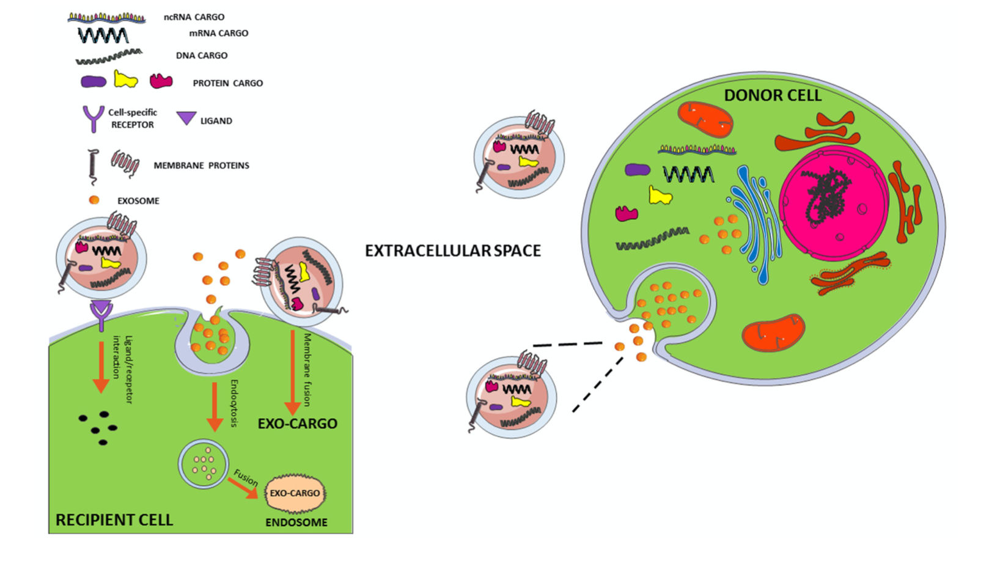 ncRNA CARGO
mRNA CARGO
DNA CARGO
PROTEIN CARGO
Cell-specific
RECEPTOR
LIGAND
MEMBRANE PROTEINS
EXOSOME
Ligand/receptor
interaction
Endocytosis
Membrane fusion
EXO-CARGO
Fusion
EXO-CARGO
ENDOSOME
RECIPIENT CELL
EXTRACELLULAR SPACE
DONOR CELL